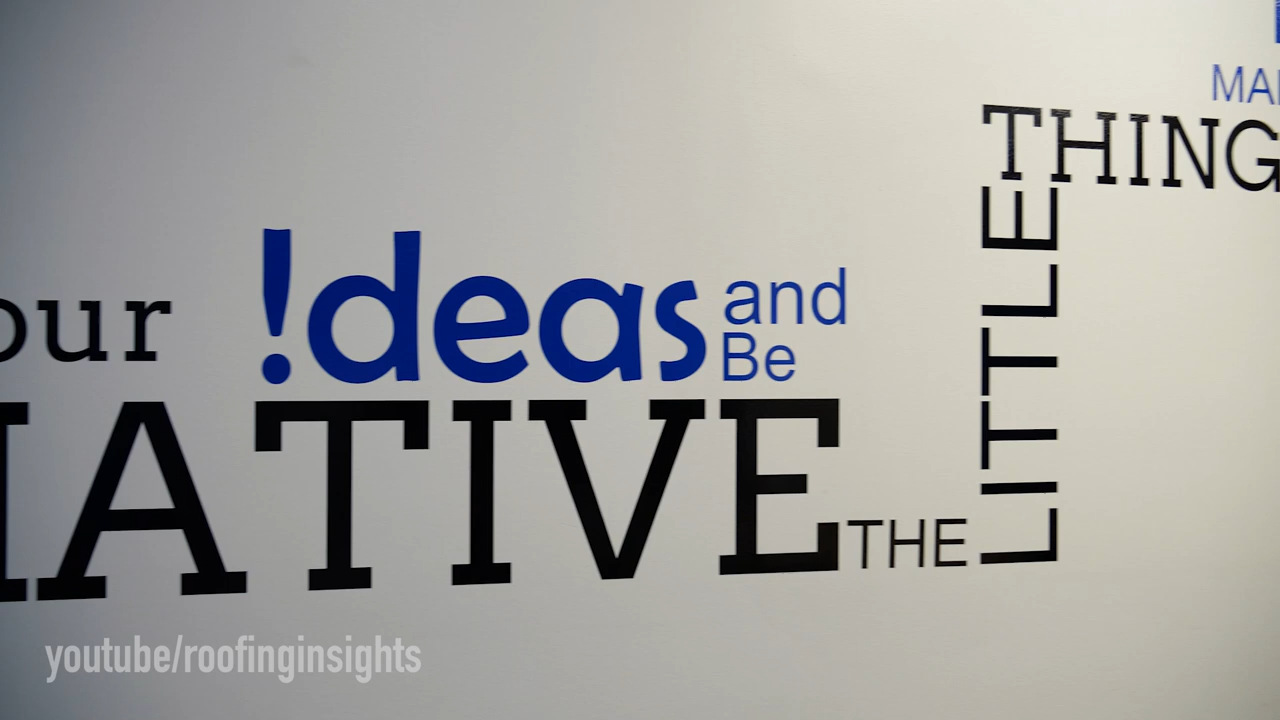 our !deas and
Be
IATIVE THE
LITTLE
THING
MA
youtube/roofinginsights